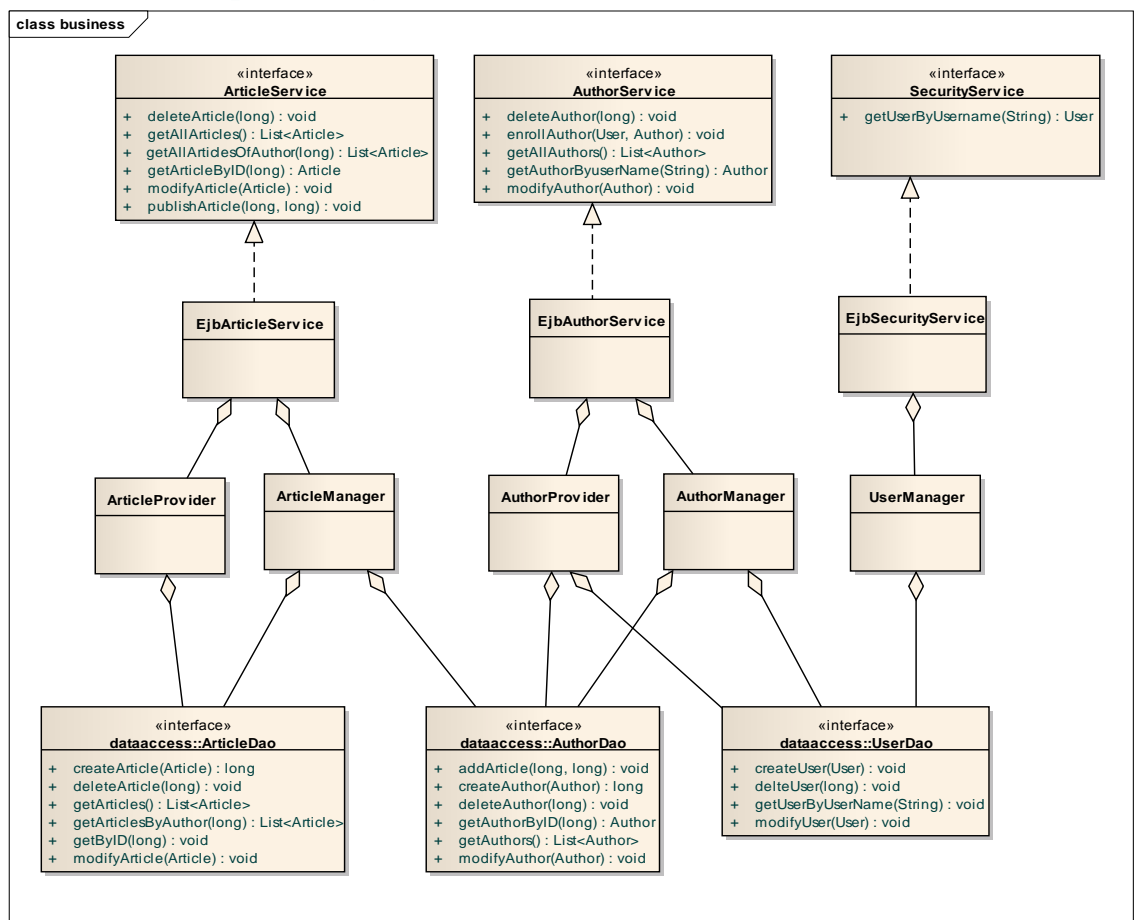 class business
«interface»
ArticleService
+ deleteArticle(long) : void
+ getAllArticles() : List<Article>
+ getAllArticlesOfAuthor(long) : List<Article>
+ getArticleByID(long) : Article
+ modifyArticle(Article) : void
+ publishArticle(long, long) : void
«interface»
AuthorService
+ deleteAuthor(long) : void
+ enrollAuthor(User, Author) : void
+ getAllAuthors() : List<Author>
+ getAuthorByuserName(String) : Author
+ modifyAuthor(Author) : void
«interface»
SecurityService
+ getUserByUsername(String) : User
EjbArticleService
EjbAuthorService
EjbSecurityService
ArticleProvider
ArticleManager
AuthorProvider
AuthorManager
UserManager
«interface»
dataaccess::ArticleDao
+ createArticle(Article) : long
+ deleteArticle(long) : void
+ getArticles() : List<Article>
+ getArticlesByAuthor(long) : List<Article>
+ getByID(long) : void
+ modifyArticle(Article) : void
«interface»
dataaccess::AuthorDao
+ addArticle(long, long) : void
+ createAuthor(Author) : long
+ deleteAuthor(long) : void
+ getAuthorByID(long) : Author
+ getAuthors() : List<Author>
+ modifyAuthor(Author) : void
«interface»
dataaccess::UserDao
+ createUser(User) : void
+ delteUser(long) : void
+ getUserByUserName(String) : void
+ modifyUser(User) : void